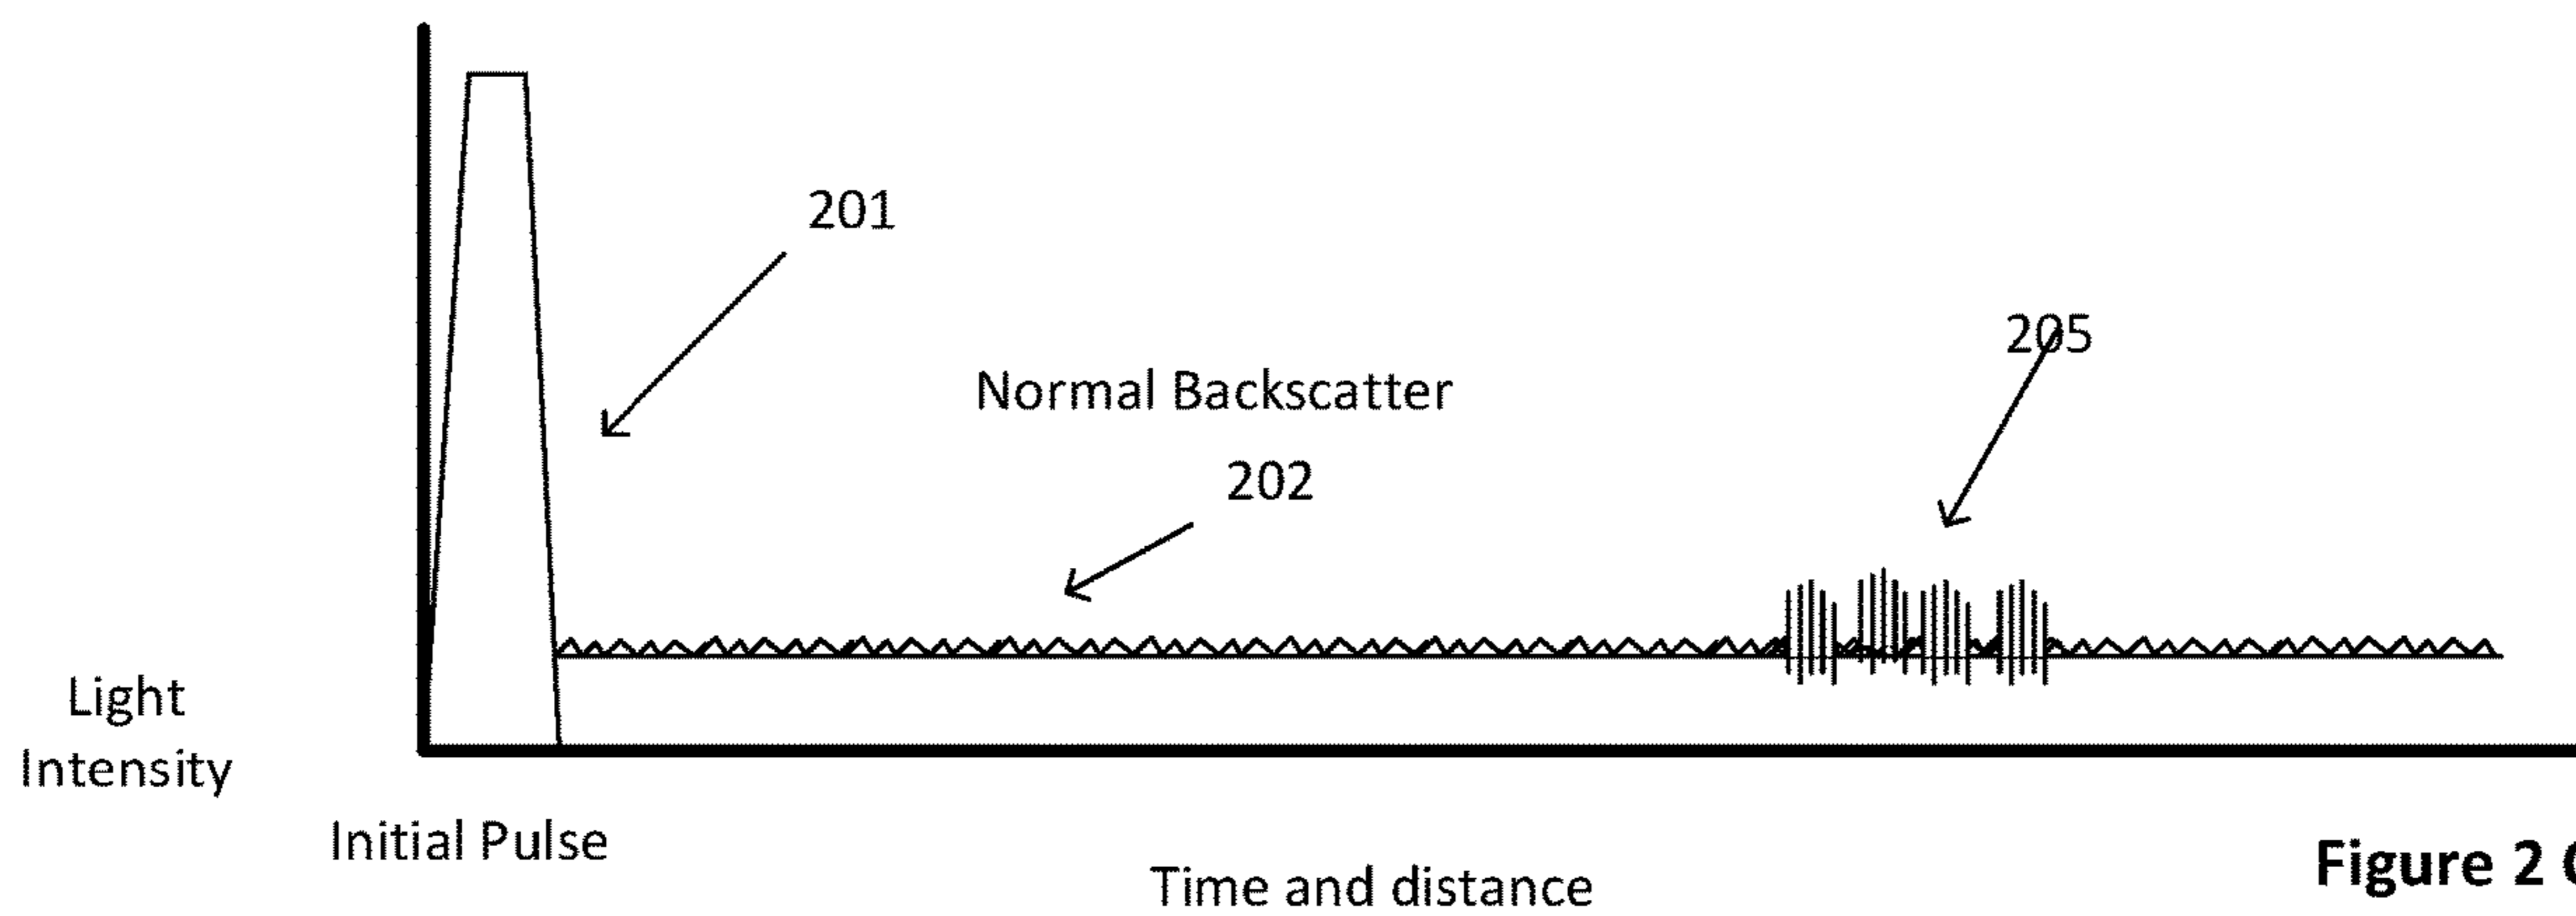 201
205
Normal Backscatter
202
Light
Intensity
Initial Pulse
Time and distance
Figure 2